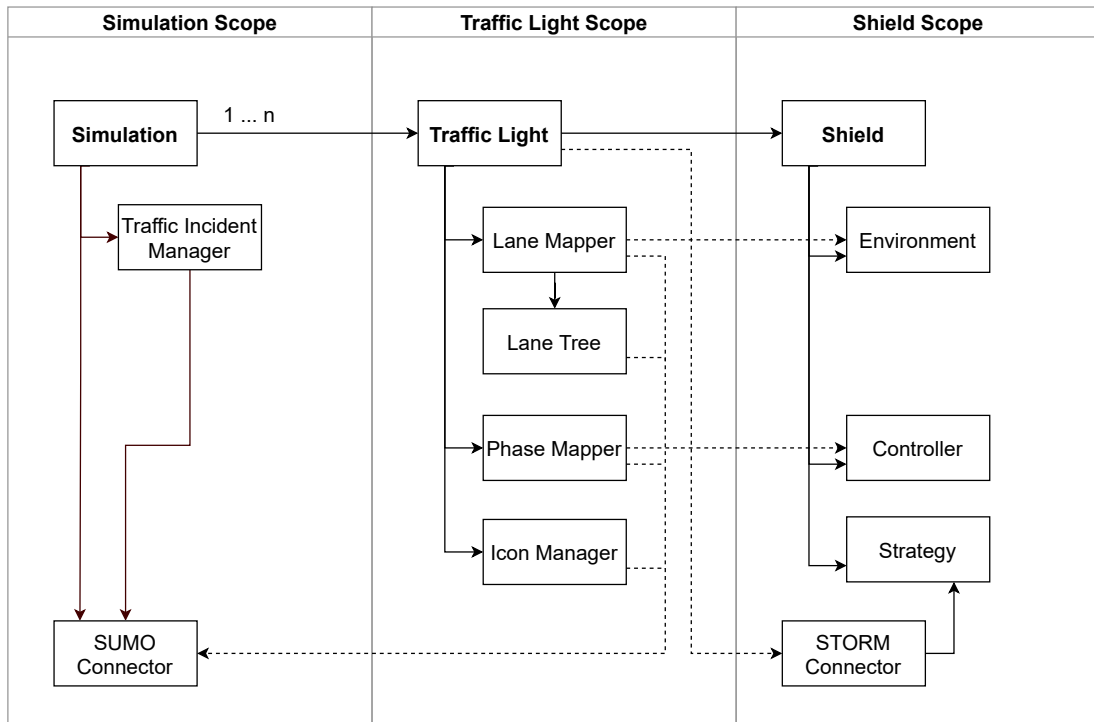 Simulation Scope
Traffic Light Scope
Shield Scope
1 ... n
Simulation
Traffic Light
Shield
Traffic Incident
Manager
Lane Mapper
Environment
Lane Tree
Phase Mapper
Controller
Icon Manager
Strategy
SUMO
Connector
STORM
Connector